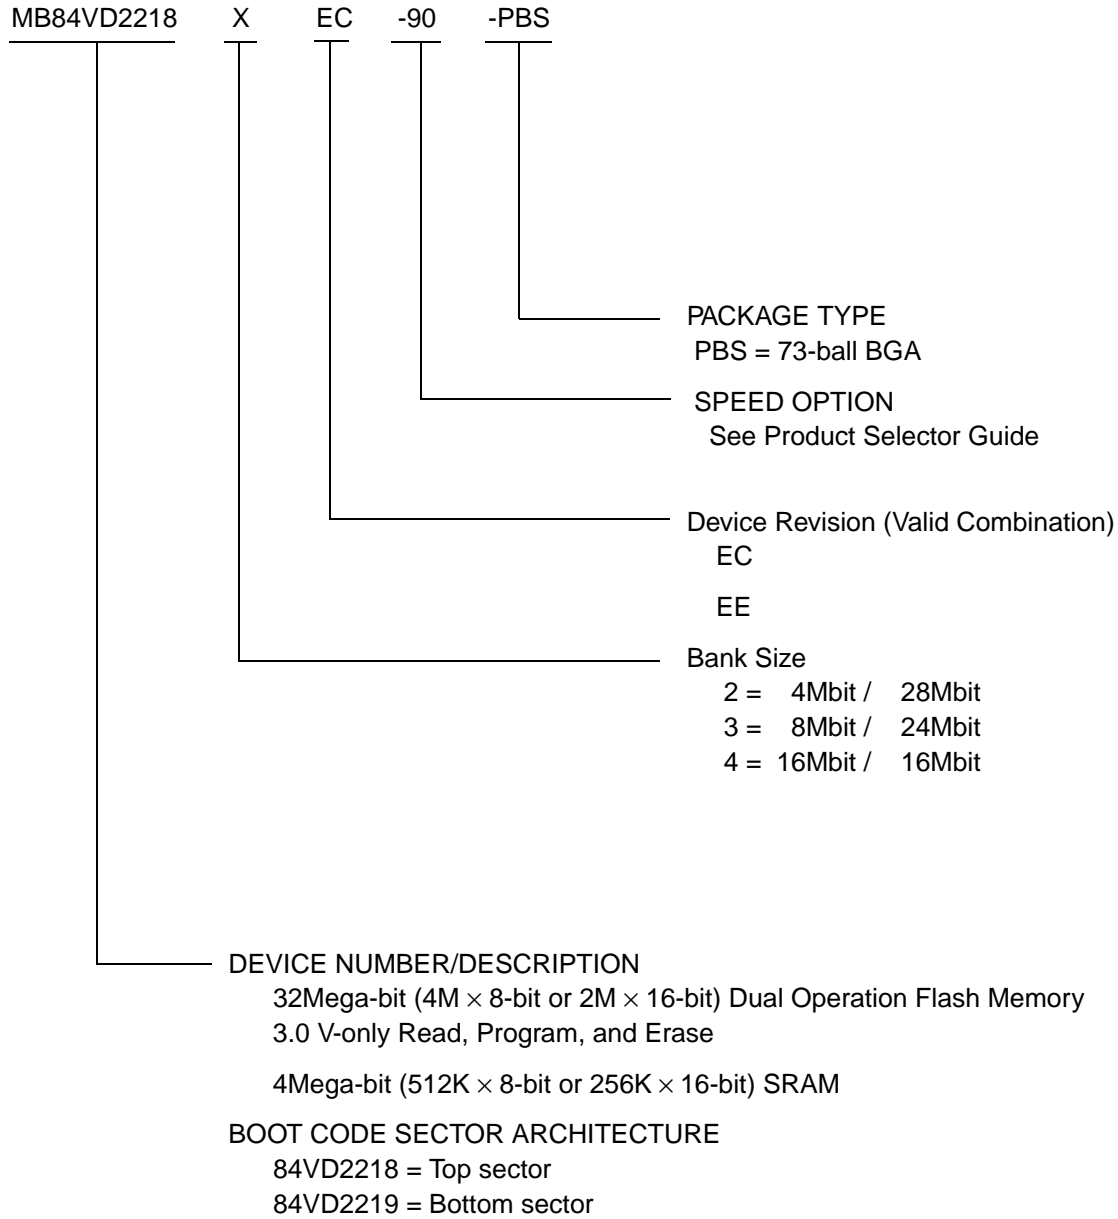 MB84VD2218 X EC -90 -PBS
PACKAGE TYPE
PBS = 73-ball BGA
SPEED OPTION
See Product Selector Guide
Device Revision (Valid Combination)
EC
EE
Bank Size
2 = 4Mbit / 28Mbit
3 = 8Mbit / 24Mbit
4 = 16Mbit / 16Mbit
DEVICE NUMBER/DESCRIPTION
32Mega-bit (4M × 8-bit or 2M × 16-bit) Dual Operation Flash Memory
3.0 V-only Read, Program, and Erase
4Mega-bit (512K × 8-bit or 256K × 16-bit) SRAM
BOOT CODE SECTOR ARCHITECTURE
84VD2218 = Top sector
84VD2219 = Bottom sector